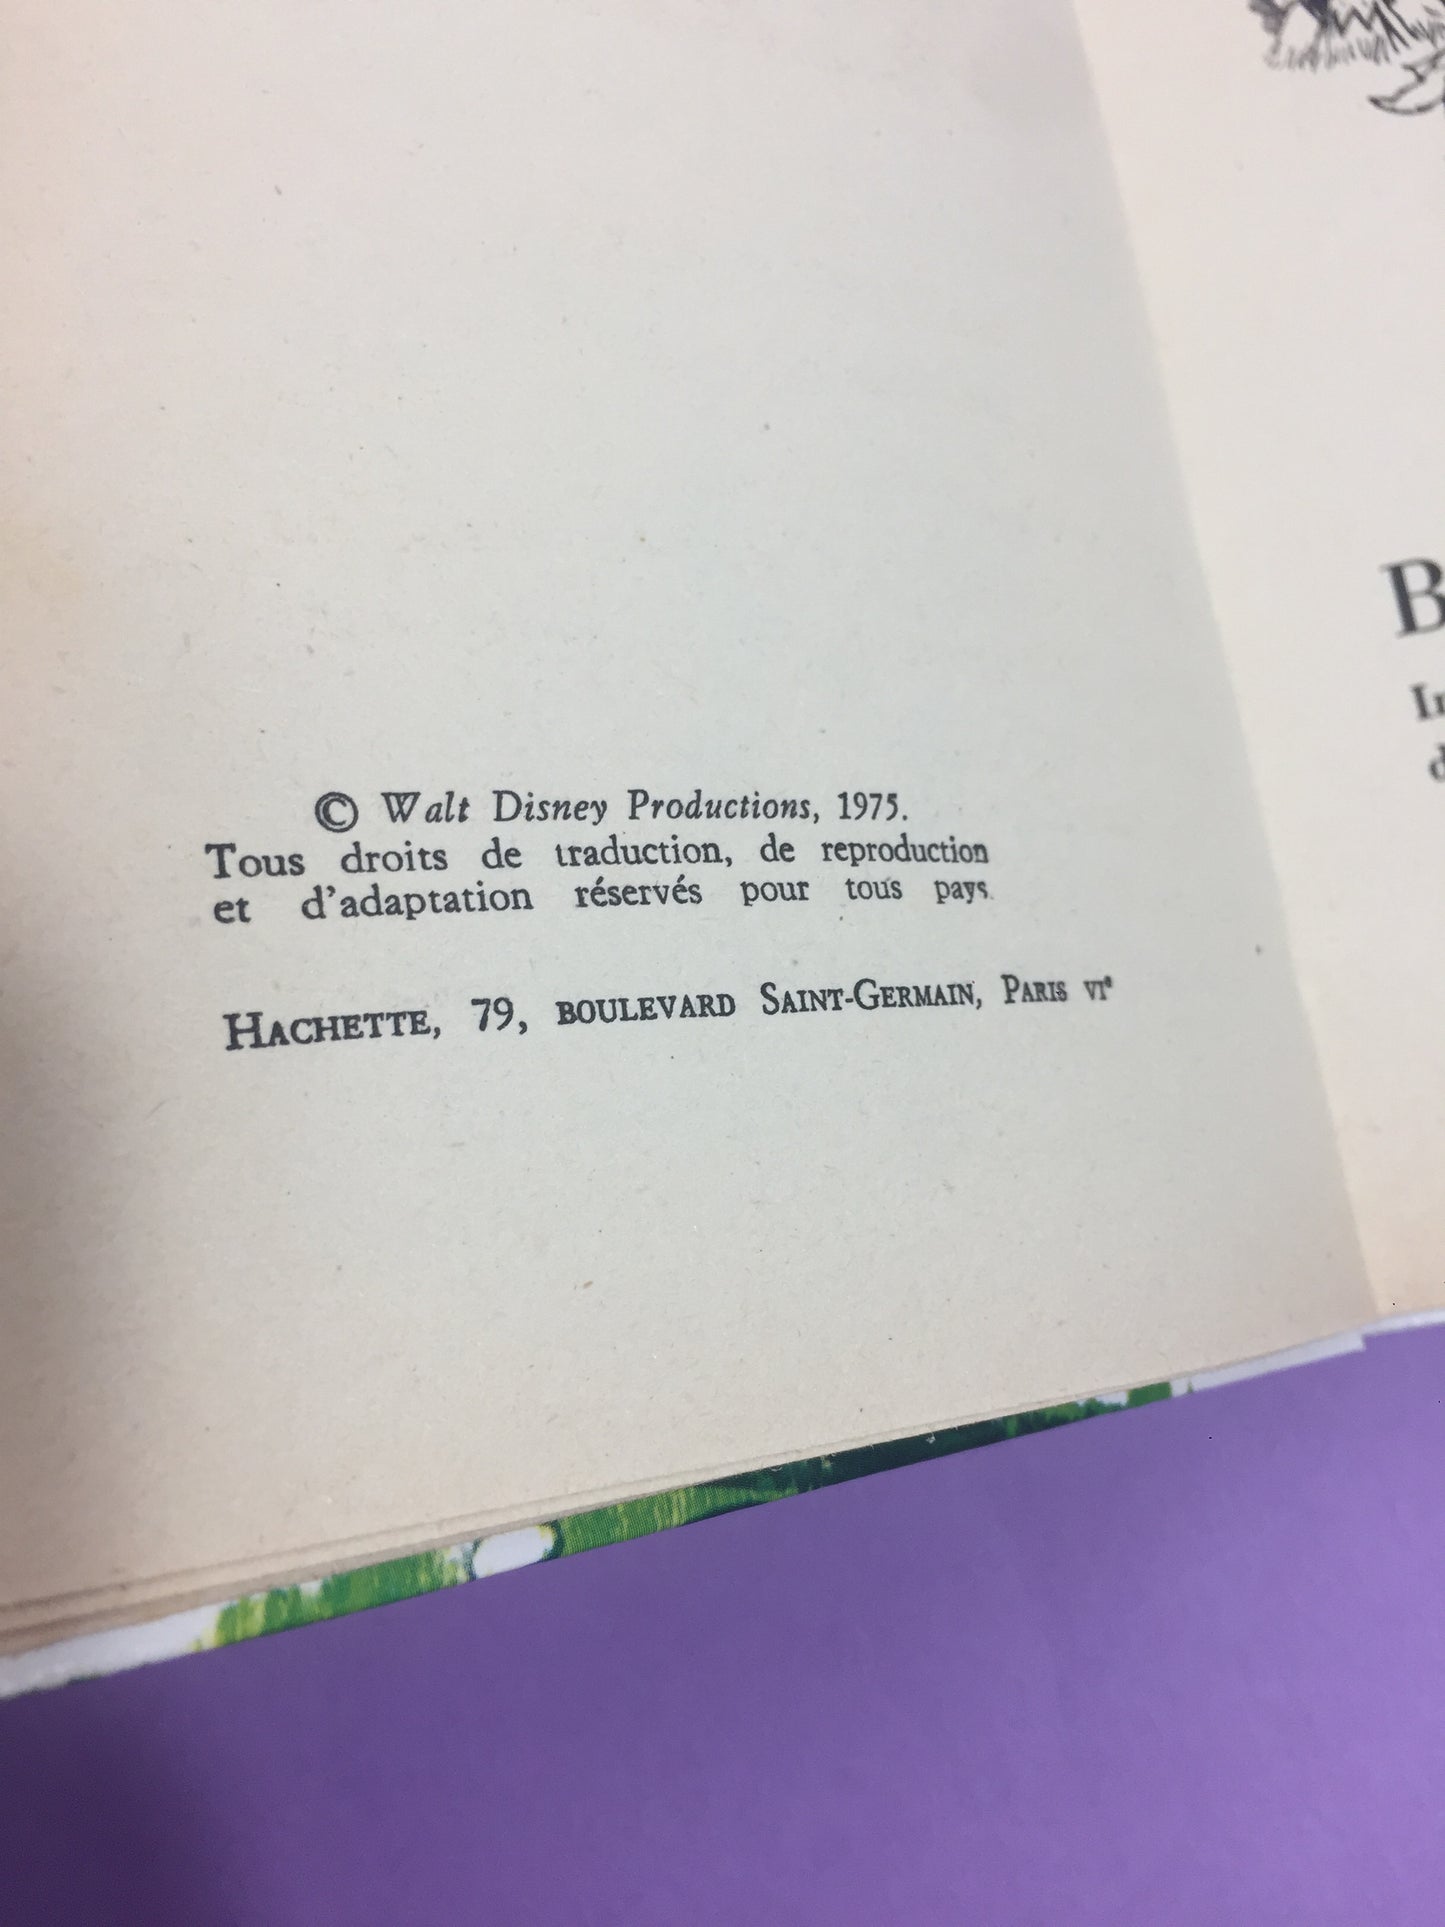 © Walt Disney Productions, 1975.
Tous droits de traduction, de reproduction
et d'adaptation réservés pour tous pays.
HACHETTE, 79, BOULEVARD SAINT-GERMAIN, PARIS VIe